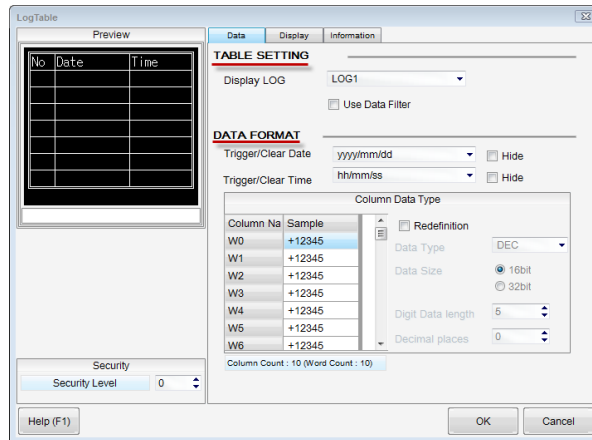 LogTable
Preview
No Date Time
Security
Security Level 0
Help (F1)
Data Display Information
TABLE SETTING
Display LOG LOG1
Use Data Filter
DATA FORMAT
Trigger/Clear Date yyyy/mm/dd Hide
Trigger/Clear Time hh/mm/ss Hide
Column Data Type
Column Na Sample
W0 +12345
W1 +12345
W2 +12345
W3 +12345
W4 +12345
W5 +12345
W6 +12345
Redefinition
Data Type DEC
Data Size 16bit
32bit
Digit Data length 5
Decimal places 0
Column Count : 10 (Word Count : 10)
OK Cancel